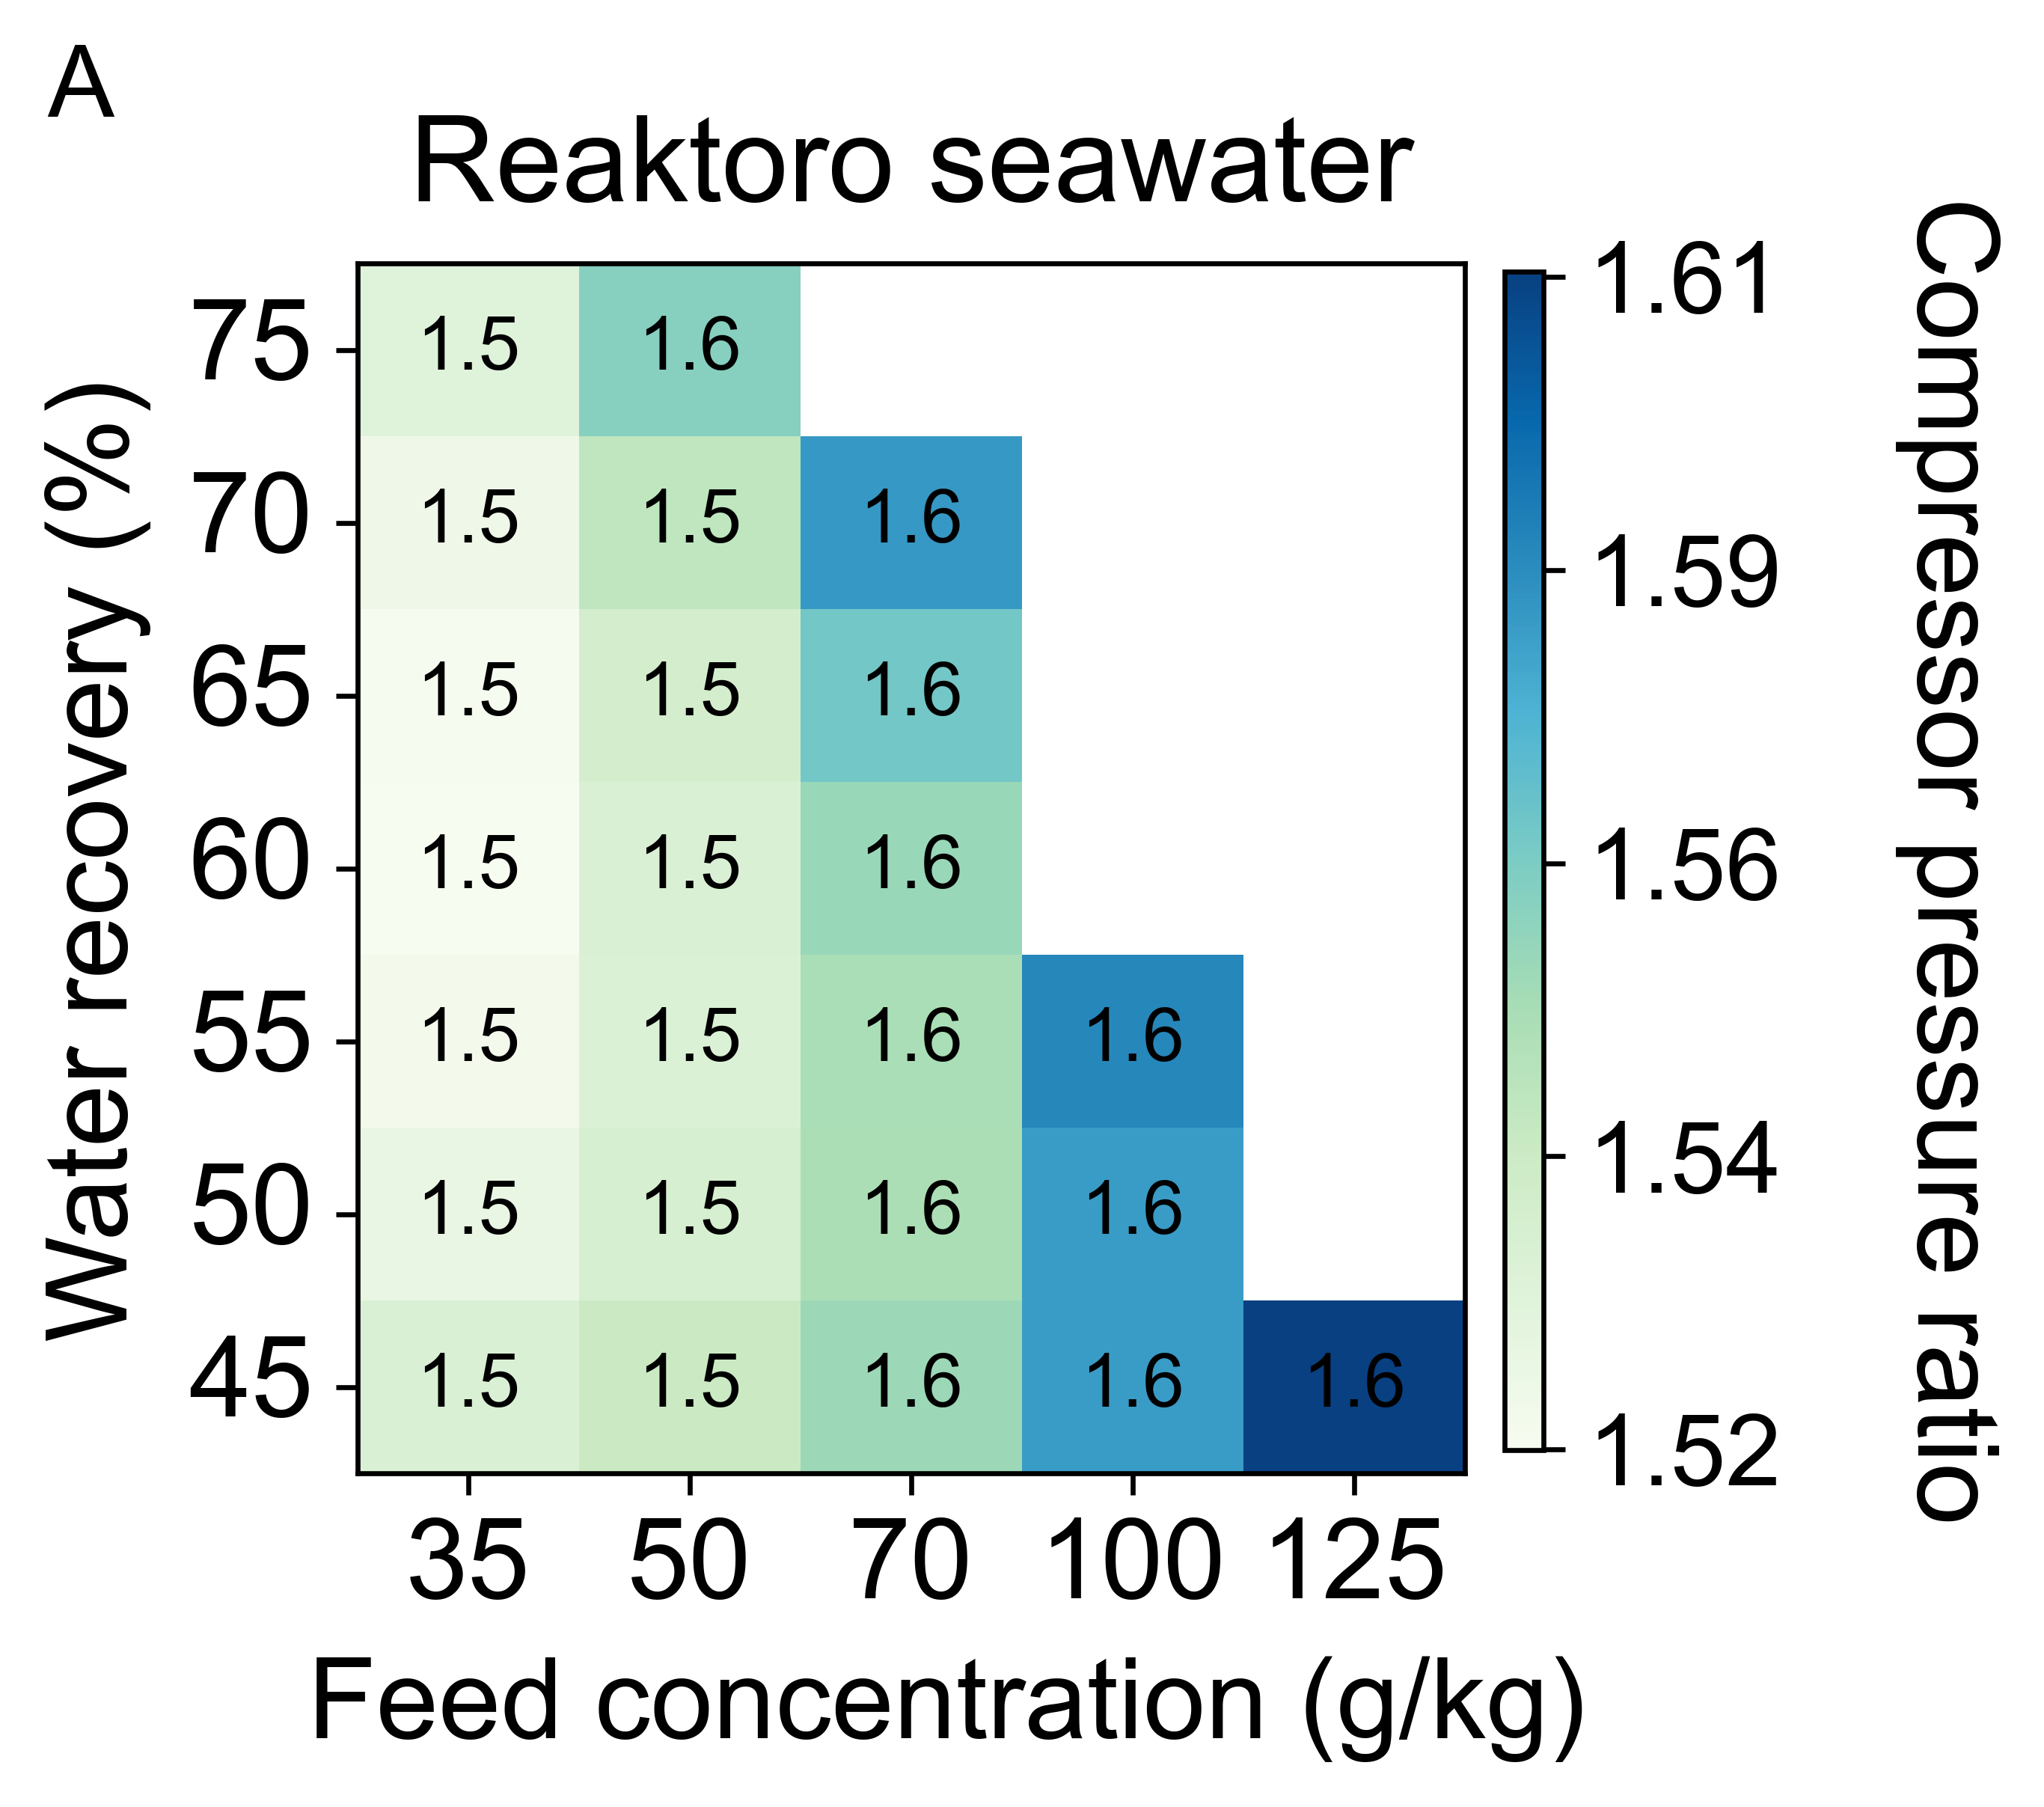 A
Reaktoro seawater
75 1.5 1.6
70 1.5 1.5 1.6
65 1.5 1.5 1.6
60 1.5 1.5 1.6
55 1.5 1.5 1.6 1.6
50 1.5 1.5 1.6 1.6
45 1.5 1.5 1.6 1.6 1.6
35 50 70 100 125
Feed concentration (g/kg)
Water recovery (%)
1.61
1.59
1.56
1.54
1.52
Compressor pressure ratio